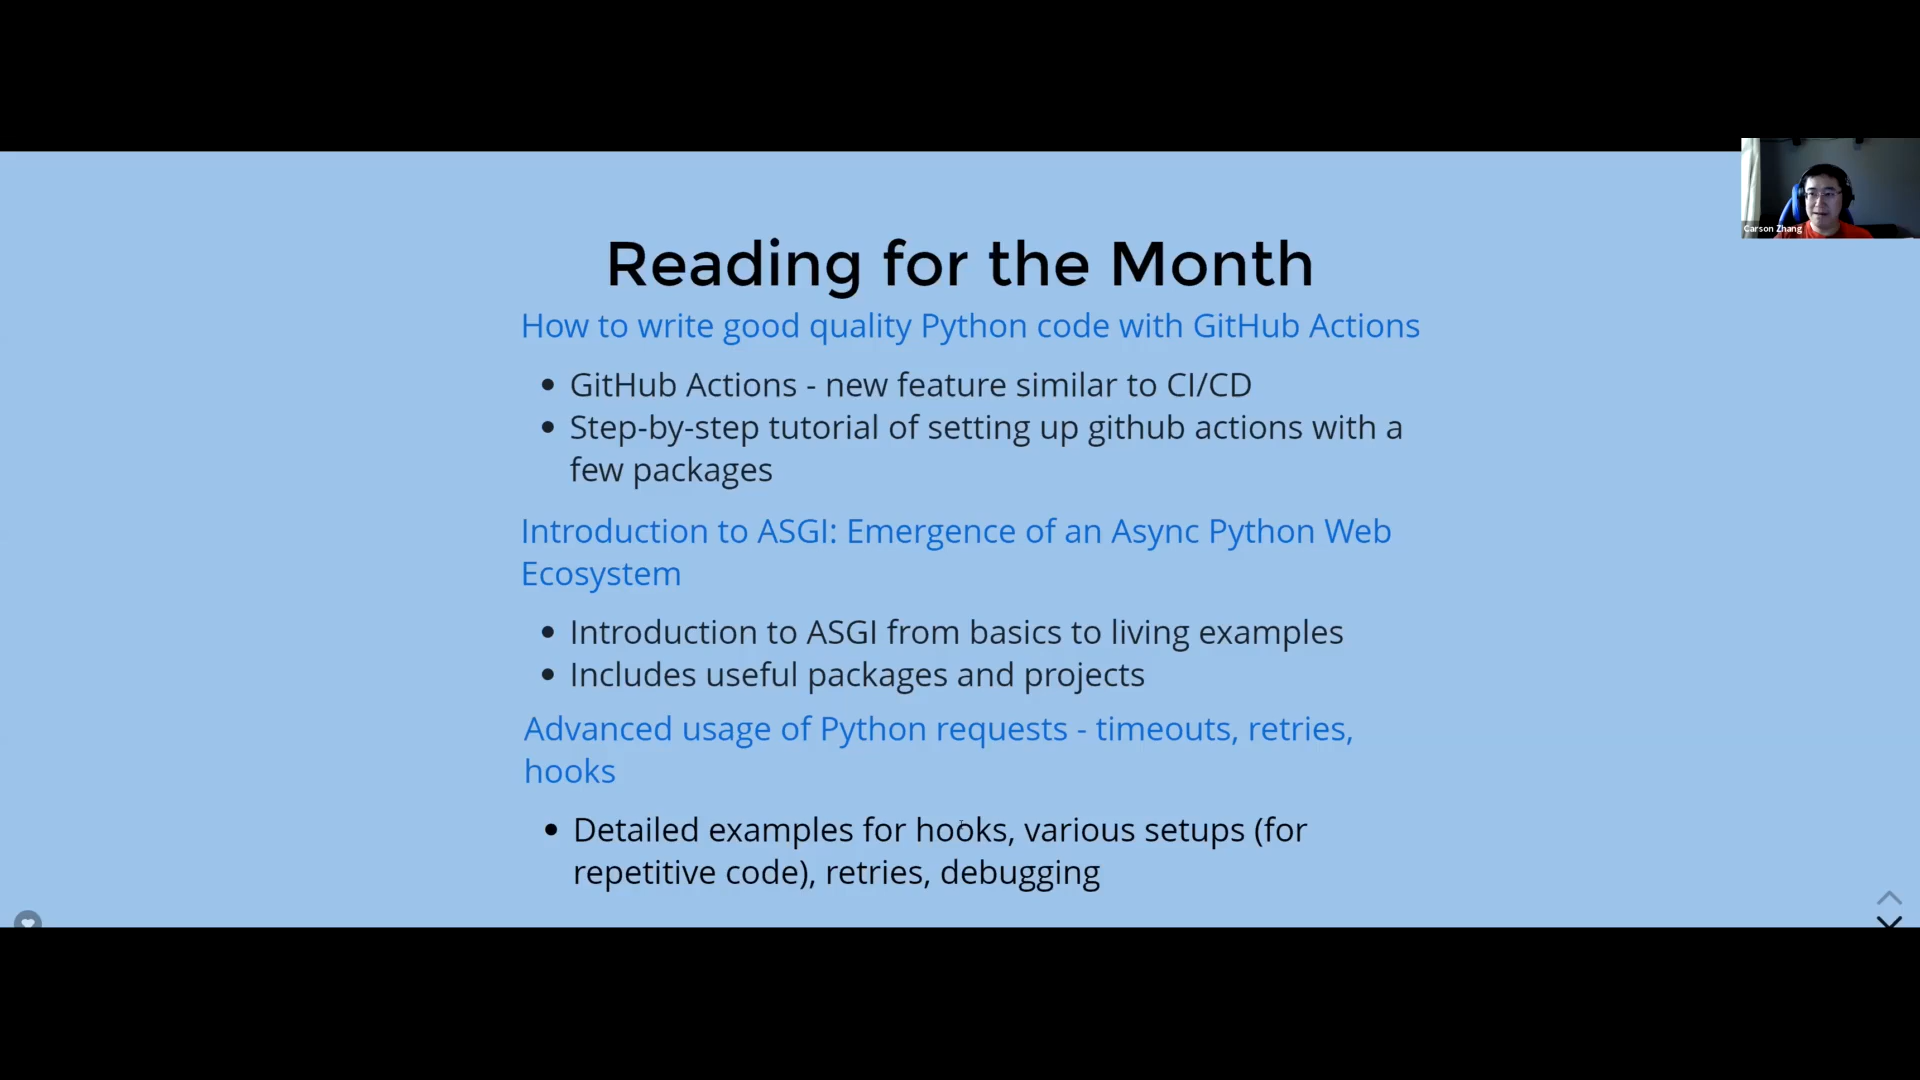 Reading for the Month
How to write good quality Python code with GitHub Actions
GitHub Actions - new feature similar to CI/CD
Step-by-step tutorial of setting up github actions with a
few packages
Introduction to ASGI: Emergence of an Async Python Web
Ecosystem
Introduction to ASGI from basics to living examples
Includes useful packages and projects
Advanced usage of Python requests - timeouts, retries,
hooks
Detailed examples for hooks, various setups (for
repetitive code), retries, debugging
Carson Zhang